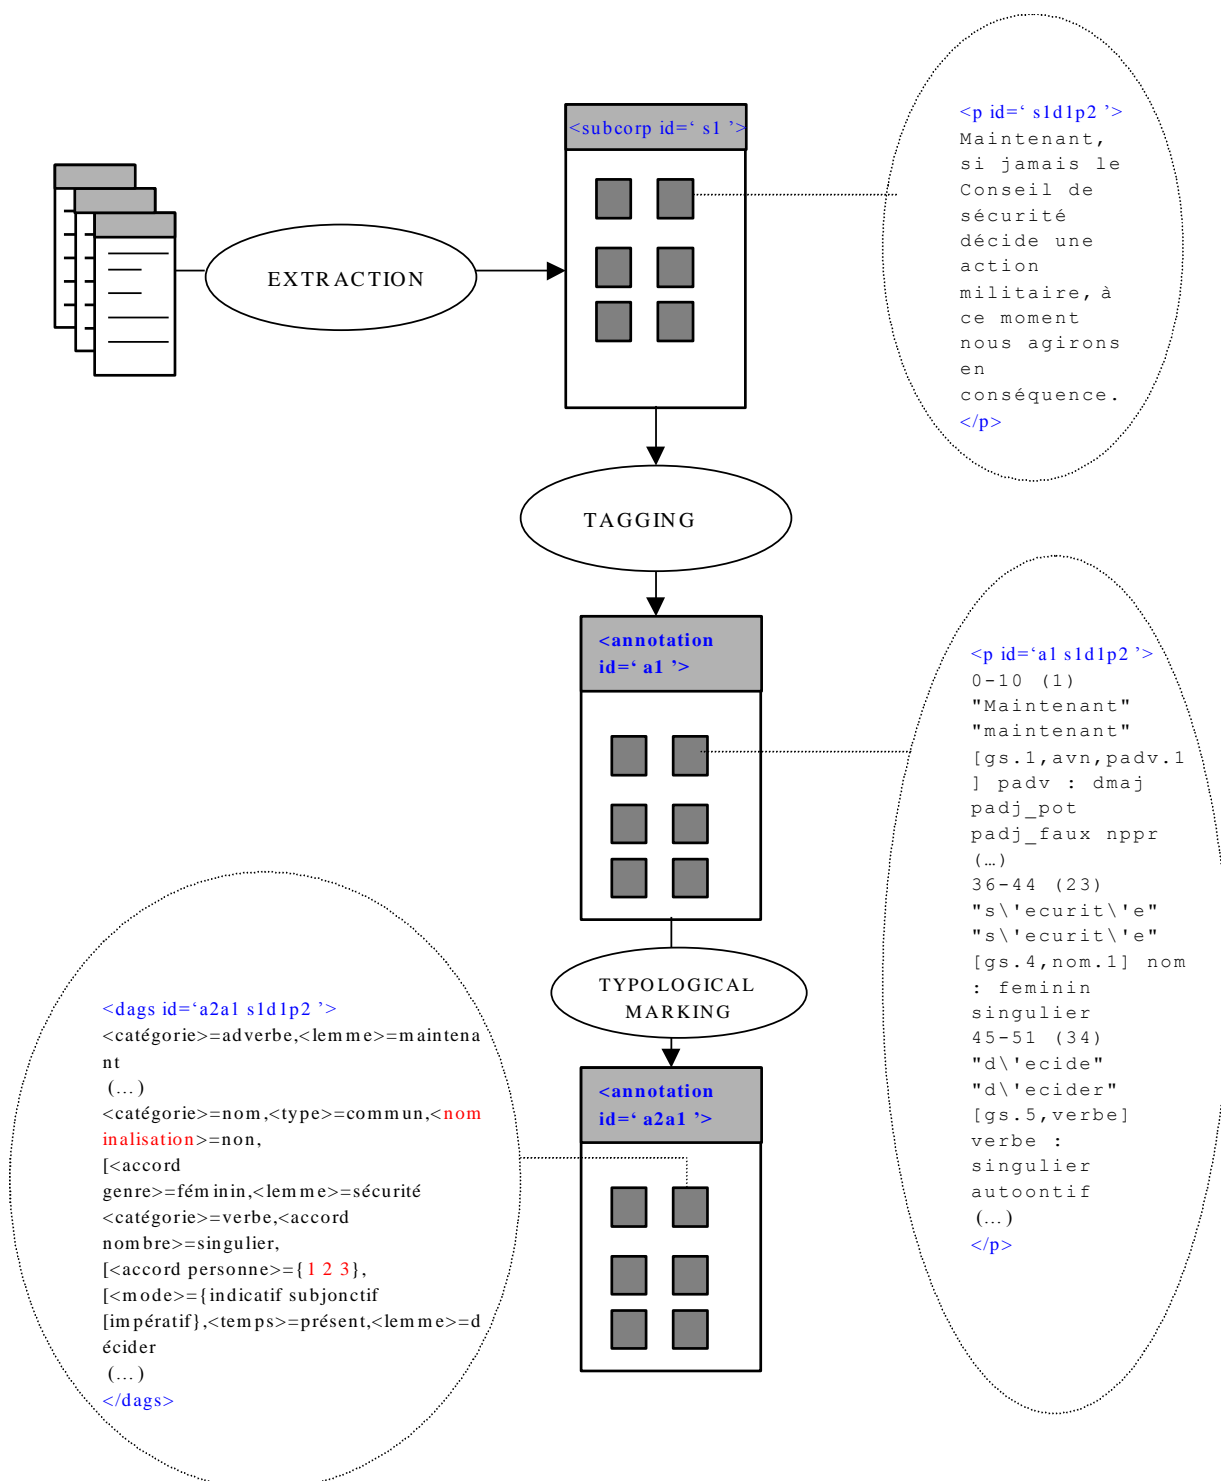 <subcorp id=‘ s1 ’>
EXTRACTION
<p id=‘ s1d1p2 ’>
Maintenant,
si jamais le
Conseil de
sécurité
décide une
action
militaire, à
ce moment
nous agirons
en
conséquence.
</p>
TAGGING
<annotation
id=‘ a1 ’>
<p id=‘a1 s1d1p2 ’>
0-10 (1)
"Maintenant"
"maintenant"
[gs.1,avn,padv.1
] padv : dmaj
padj_pot
padj_faux nppr
(…)
36-44 (23)
"s\'ecurit\'e"
"s\'ecurit\'e"
[gs.4,nom.1] nom
: feminin
singulier
45-51 (34)
"d\'ecide"
"d\'ecider"
[gs.5,verbe]
verbe :
singulier
autoontif
(…)
</p>
TYPOLOGICAL
MARKING
<annotation
id=‘ a2a1 ’>
<dags id=‘a2a1 s1d1p2 ’>
<catégorie>=adverbe,<lemme>=maintena
nt
(…)
<catégorie>=nom,<type>=commun,<nom
inalisation>=non,
[<accord
genre>=féminin,<lemme>=sécurité
<catégorie>=verbe,<accord
nombre>=singulier,
[<accord personne>={1 2 3},
[<mode>={indicatif subjonctif
[impératif},<temps>=présent,<lemme>=d
écider
(…)
</dags>